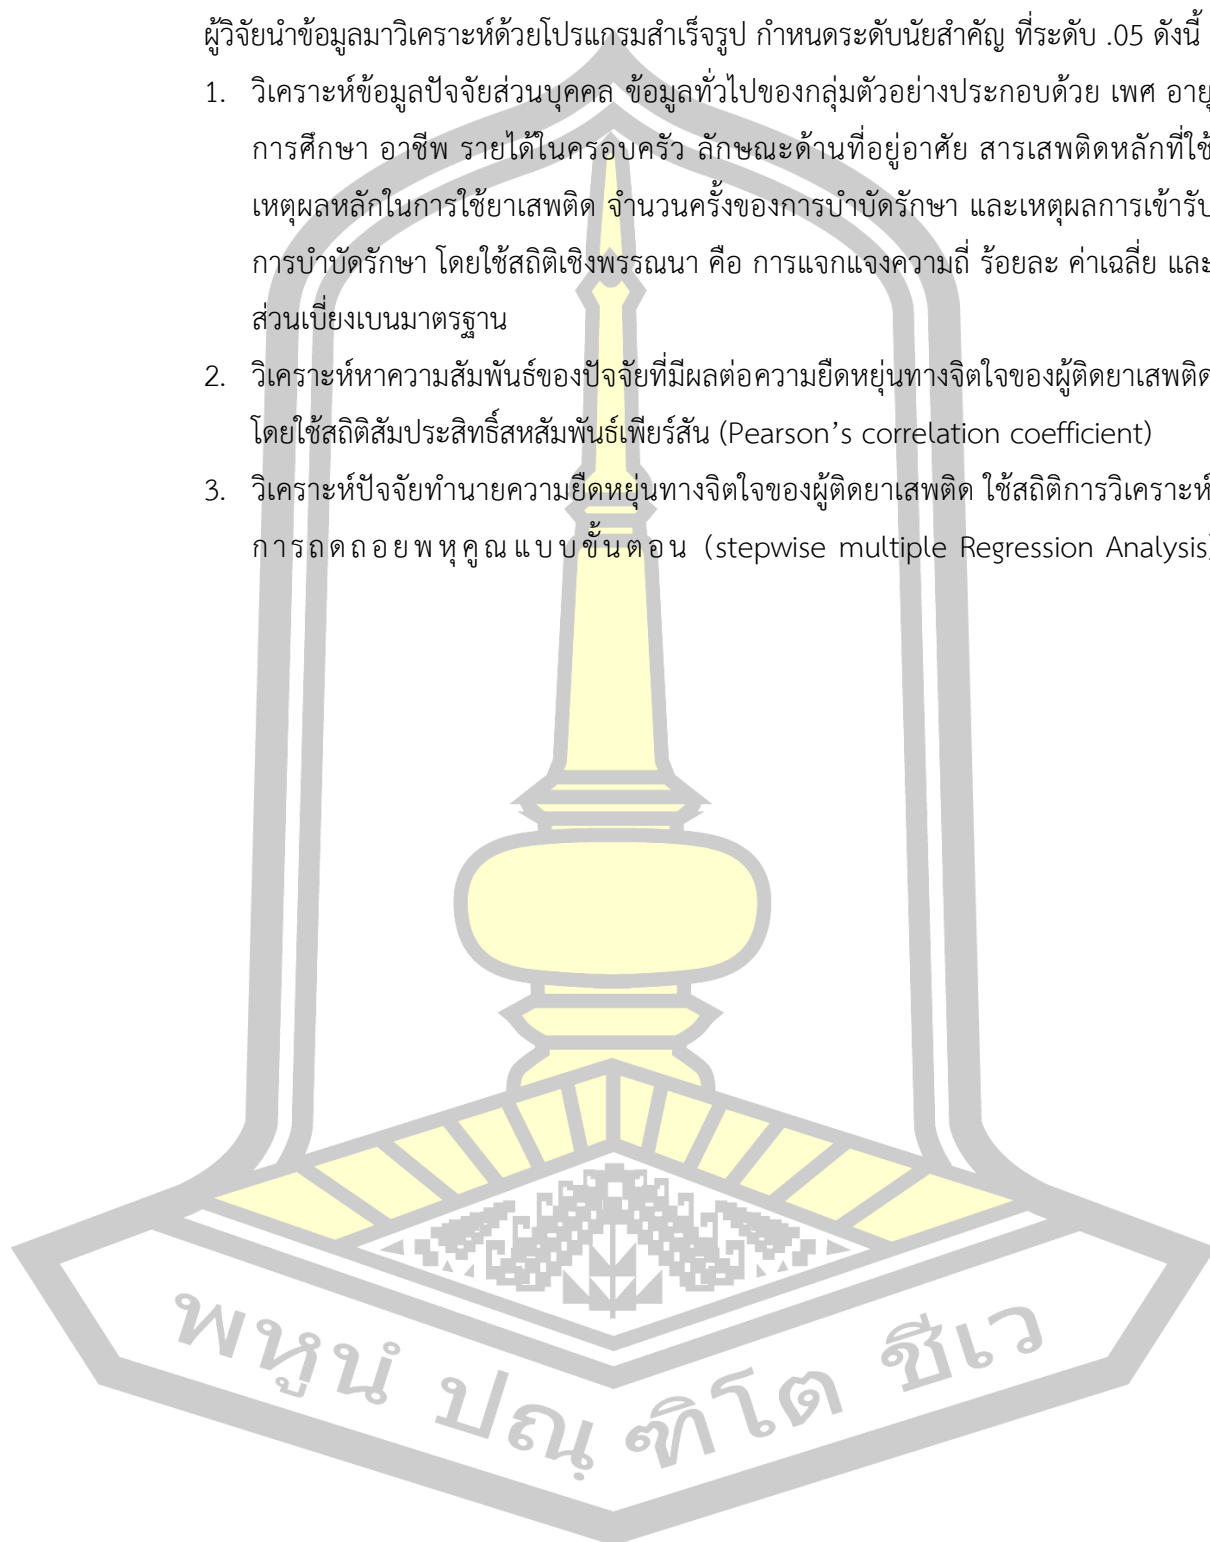 ผู้วิจัยนำข้อมูลมาวิเคราะห์ด้วยโปรแกรมสำเร็จรูป กำหนดระดับนัยสำคัญ ที่ระดับ .05 ดังนี้
1. วิเคราะห์ข้อมูลปัจจัยส่วนบุคคล ข้อมูลทั่วไปของกลุ่มตัวอย่างประกอบด้วย เพศ อายุ
การศึกษา อาชีพ รายได้ในครอบครัว ลักษณะด้านที่อยู่อาศัย สารเสพติดหลักที่ใช้
เหตุผลหลักในการใช้ยาเสพติด จำนวนครั้งของการบำบัดรักษา และเหตุผลการเข้ารับ
การบำบัดรักษา โดยใช้สถิติเชิงพรรณนา คือ การแจกแจงความถี่ ร้อยละ ค่าเฉลี่ย และ
ส่วนเบี่ยงเบนมาตรฐาน
2. วิเคราะห์หาความสัมพันธ์ของปัจจัยที่มีผลต่อความยืดหยุ่นทางจิตใจของผู้ติดยาเสพติด
โดยใช้สถิติสัมประสิทธิ์สหสัมพันธ์เพียร์สัน (Pearson's correlation coefficient)
3. วิเคราะห์ปัจจัยทำนายความยืดหยุ่นทางจิตใจของผู้ติดยาเสพติด ใช้สถิติการวิเคราะห์
การถดถอยพหุคูณแบบขั้นตอน (stepwise multiple Regression Analysis)
พหูนํ ปณฺฑิโต ชีเว